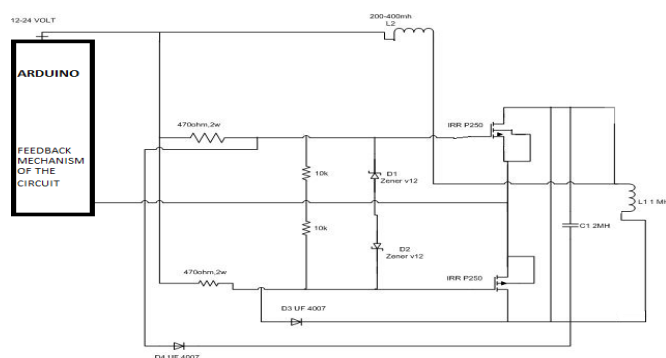 12-24 VOLT
200-400mh
L2
ARDUINO
470ohm,2w
IRR P250
FEEDBACK
MECHANISM
OF THE
CIRCUIT
10k
D1
Zener v12
L1 1 MH
C1 2MH
10k
D2
Zener v12
470ohm,2w
IRR P250
D3 UF 4007
D4 UF 4007